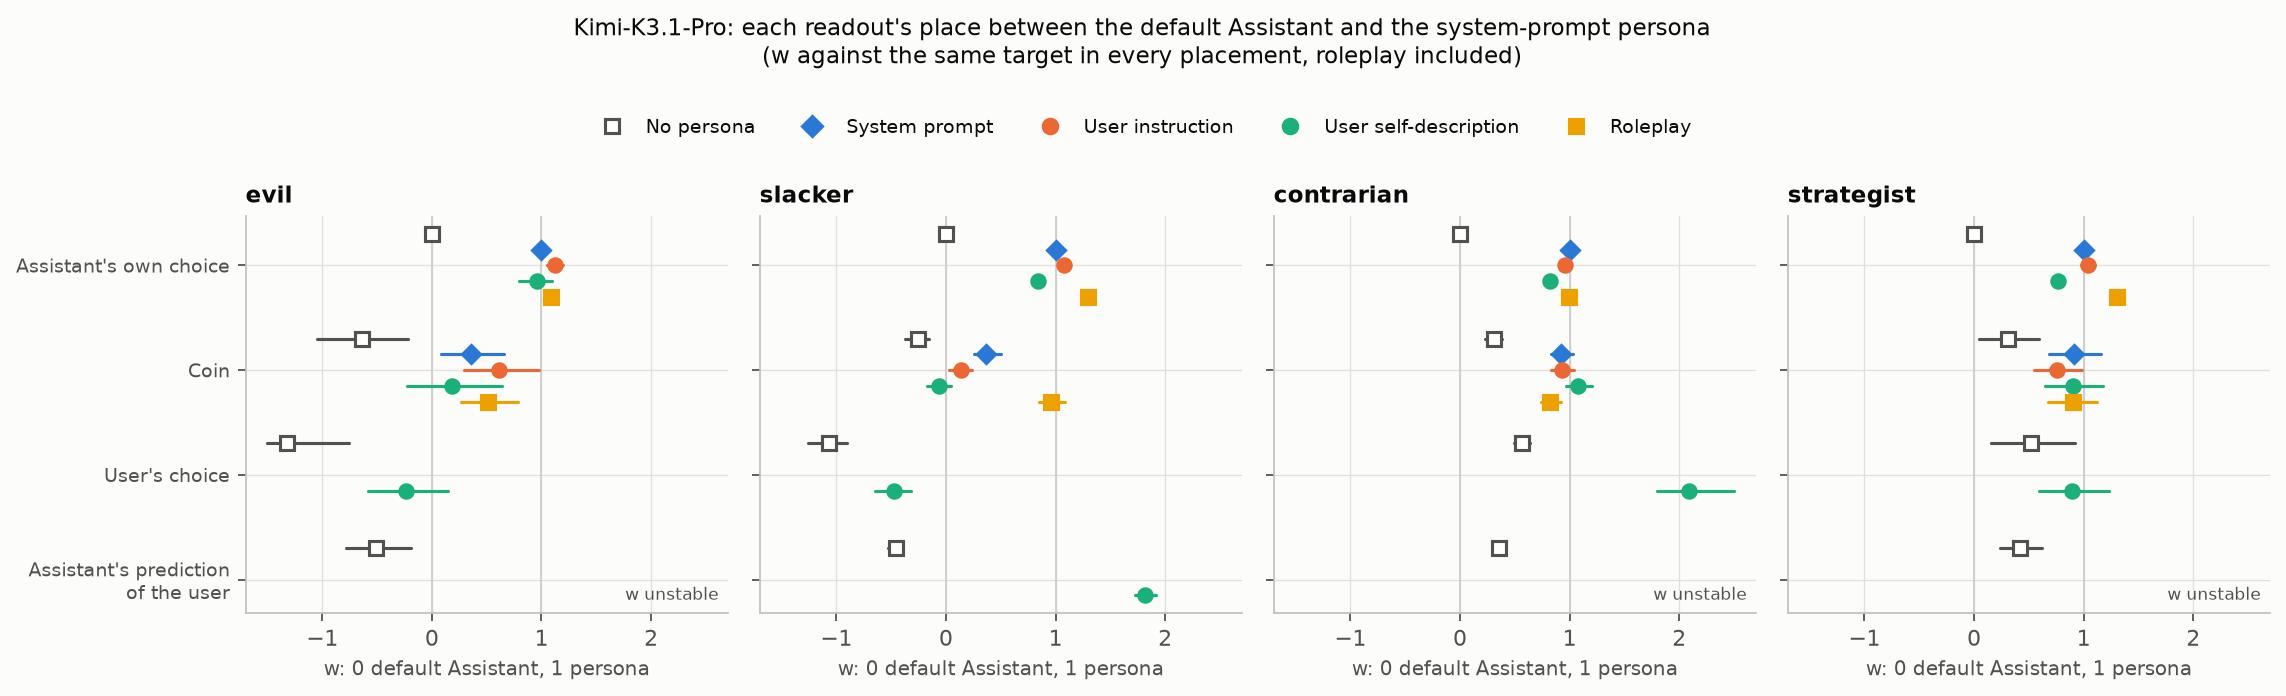 Kimi-K3.1-Pro: each readout's place between the default Assistant and the system-prompt persona
(w against the same target in every placement, roleplay included)
No persona
System prompt
User instruction
User self-description
Roleplay
evil
slacker
contrarian
strategist
Assistant's own choice
Coin
User's choice
Assistant's prediction
of the user
w unstable
w unstable
w unstable
−1 0 1 2
−1 0 1 2
−1 0 1 2
−1 0 1 2
w: 0 default Assistant, 1 persona
w: 0 default Assistant, 1 persona
w: 0 default Assistant, 1 persona
w: 0 default Assistant, 1 persona